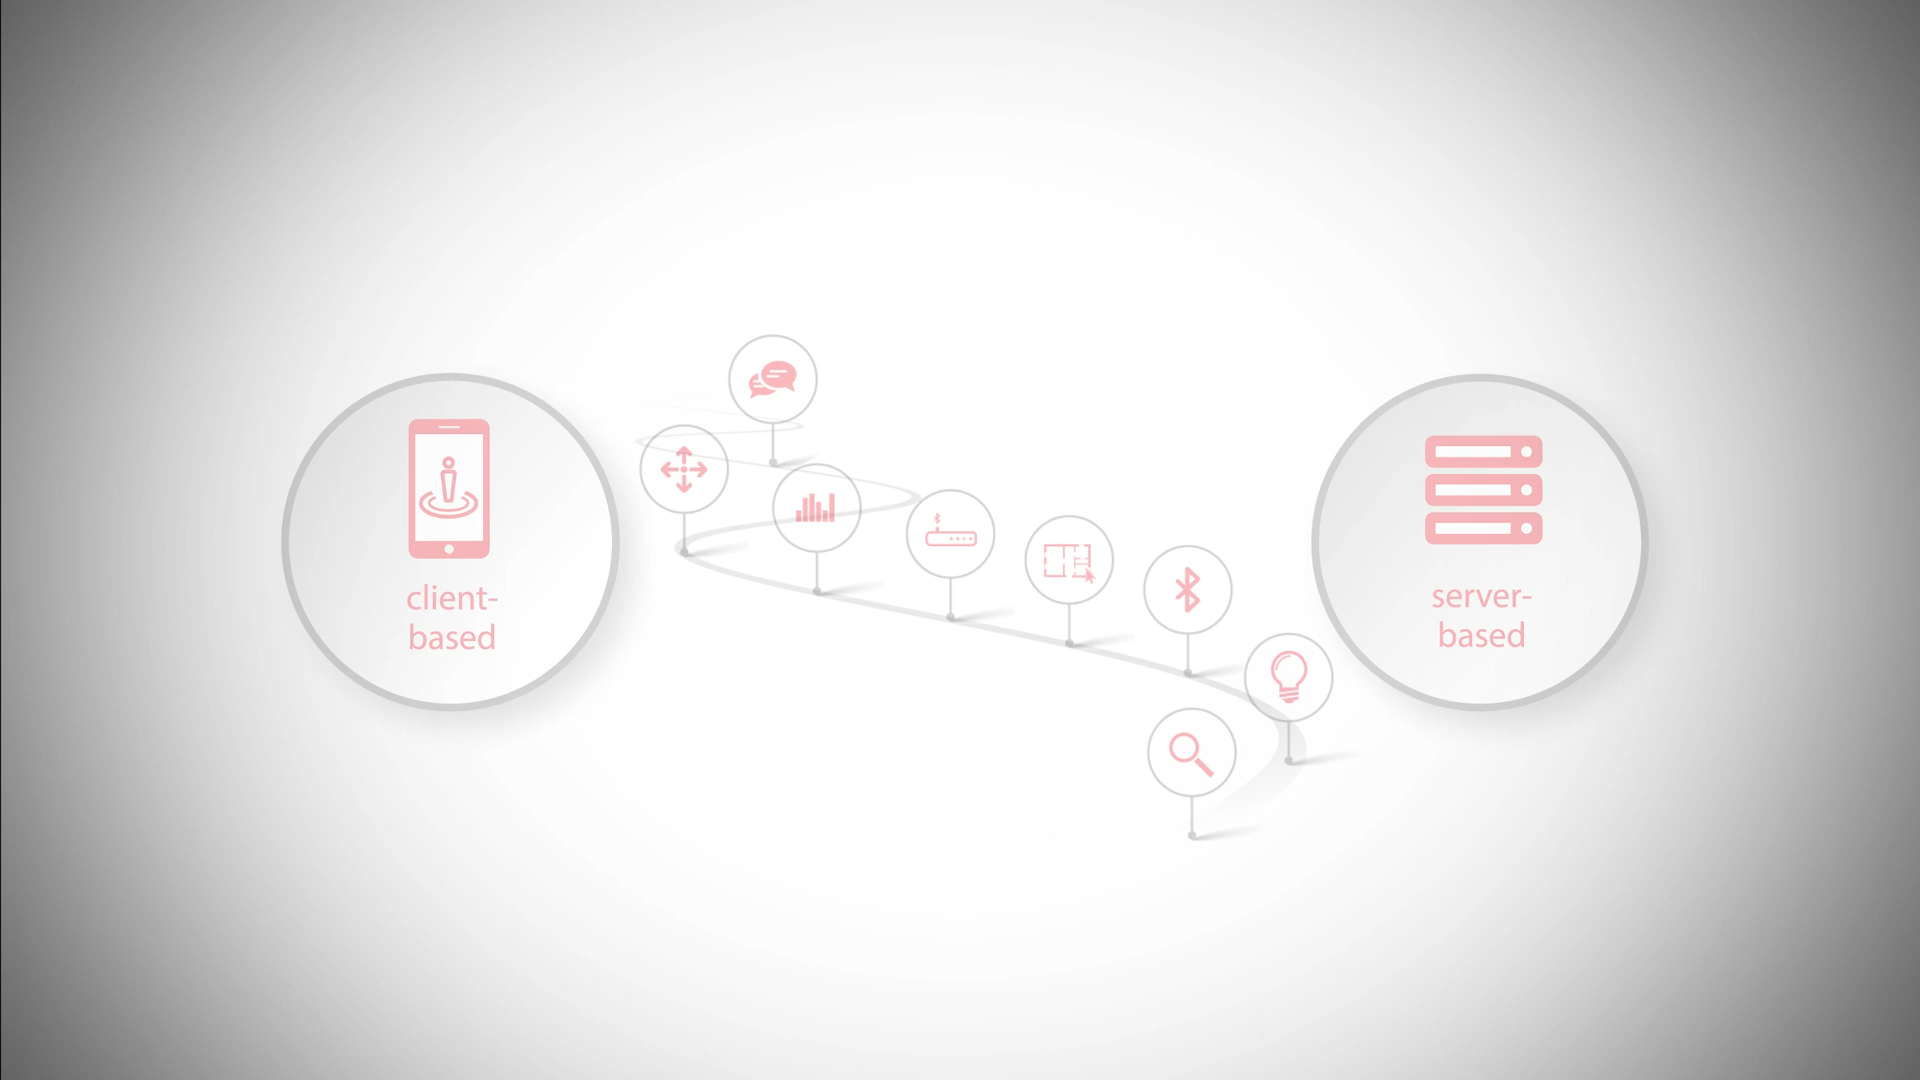 client-
based
server-
based